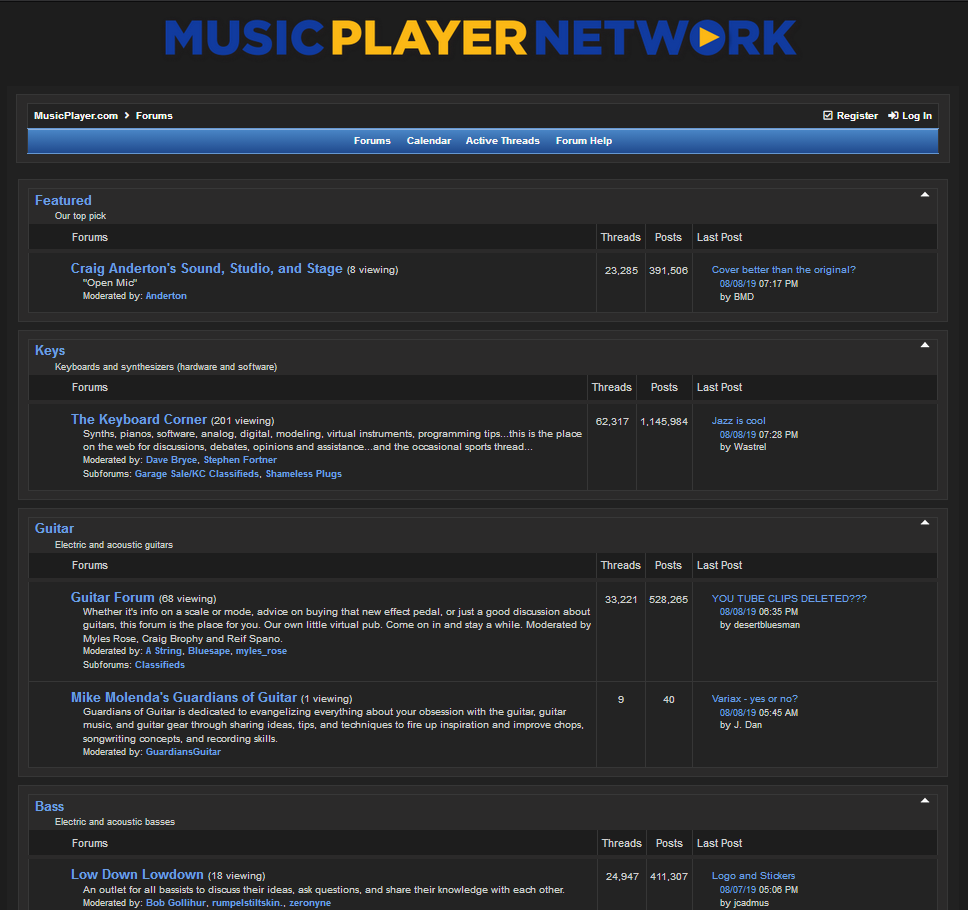 MUSICPLAYERNETWORK
MusicPlayer.com > Forums Register Log In
Forums Calendar Active Threads Forum Help
Featured
Our top pick
Forums Threads Posts Last Post
Craig Anderton's Sound, Studio, and Stage (8 viewing) 23,285 391,506 Cover better than the original?
"Open Mic" 08/08/19 07:17 PM
Moderated by: Anderton by BMD
Keys
Keyboards and synthesizers (hardware and software)
Forums Threads Posts Last Post
The Keyboard Corner (201 viewing) 62,317 1,145,984 Jazz is cool
Synths, pianos, software, analog, digital, modeling, virtual instruments, programming tips...this is the place 08/08/19 07:28 PM
on the web for discussions, debates, opinions and assistance...and the occasional sports thread... by Wastrel
Moderated by: Dave Bryce, Stephen Fortner
Subforums: Garage Sale/KC Classifieds, Shameless Plugs
Guitar
Electric and acoustic guitars
Forums Threads Posts Last Post
Guitar Forum (68 viewing) 33,221 528,265 YOU TUBE CLIPS DELETED???
Whether it's info on a scale or mode, advice on buying that new effect pedal, or just a good discussion about 08/08/19 06:35 PM
guitars, this forum is the place for you. Our own little virtual pub. Come on in and stay a while. Moderated by by desertbluesman
Myles Rose, Craig Brophy and Reif Spano.
Moderated by: A String, Bluesape, myles_rose
Subforums: Classifieds
Mike Molenda's Guardians of Guitar (1 viewing) 9 40 Variax - yes or no?
Guardians of Guitar is dedicated to evangelizing everything about your obsession with the guitar, guitar 08/08/19 05:45 AM
music, and guitar gear through sharing ideas, tips, and techniques to fire up inspiration and improve chops, by J. Dan
songwriting concepts, and recording skills.
Moderated by: GuardiansGuitar
Bass
Electric and acoustic basses
Forums Threads Posts Last Post
Low Down Lowdown (18 viewing) 24,947 411,307 Logo and Stickers
An outlet for all bassists to discuss their ideas, ask questions, and share their knowledge with each other. 08/07/19 05:06 PM
Moderated by: Bob Gollihur, rumpelstiltskin., zeronyne by jcadmus